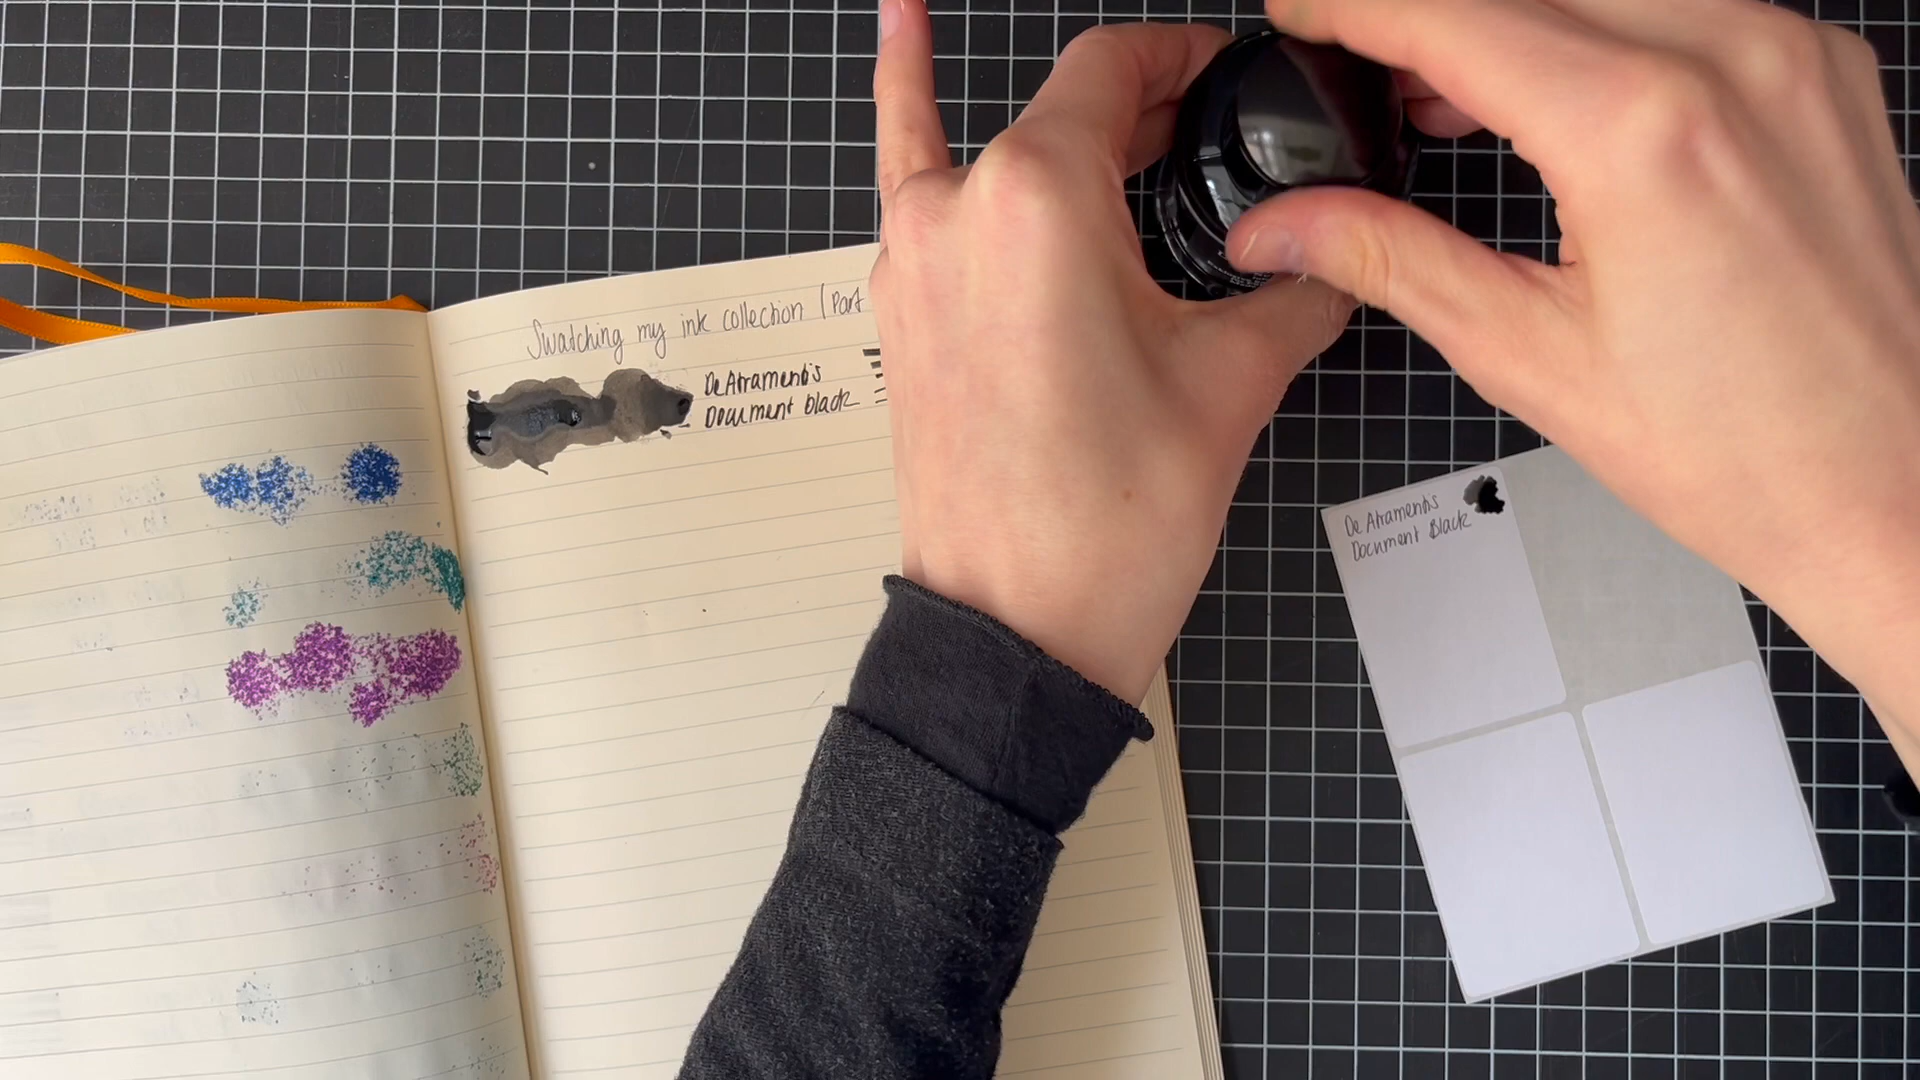 Swatching my ink collection (Part
De Atramentis
Document black
De Atramentis
Document Black